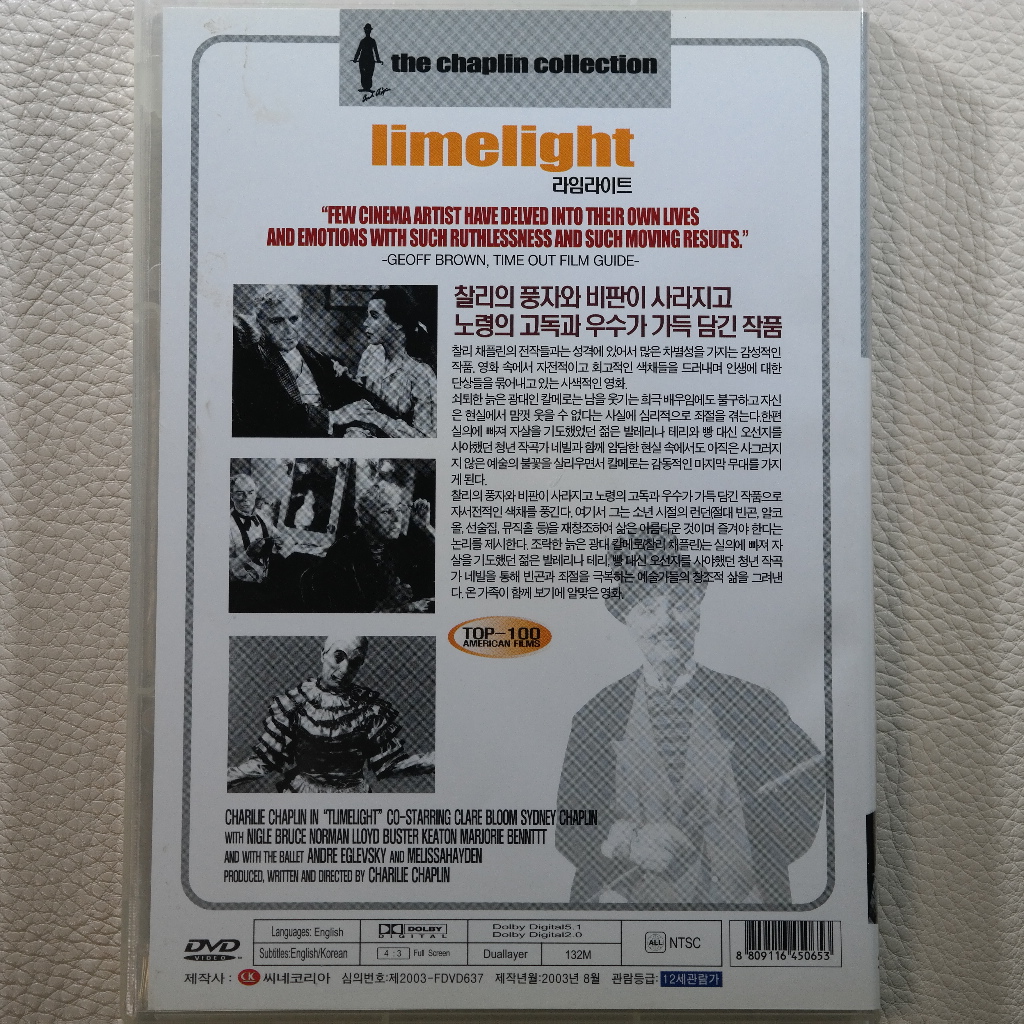 the chaplin collection
limelight
라임라이트
“FEW CINEMA ARTIST HAVE DELVED INTO THEIR OWN LIVES
AND EMOTIONS WITH SUCH RUTHLESSNESS AND SUCH MOVING RESULTS.”
-GEOFF BROWN, TIME OUT FILM GUIDE-
찰리의 풍자와 비판이 사라지고
노령의 고독과 우수가 가득 담긴 작품
찰리 채플린의 전작들과는 성격에 있어서 많은 차별성을 가지는 감성적인
작품, 영화 속에서 자전적이고 회고적인 색채들을 드러내며 인생에 대한
단상들을 묶어내고 있는 사색적인 영화.
쇠퇴한 늙은 광대인 칼메로는 남을 웃기는 희극 배우임에도 불구하고 자신
은 현실에서 맘껏 웃을 수 없다는 사실에 심리적으로 좌절을 겪는다.한편
실의에 빠져 자살을 기도했었던 젊은 발레리나 테리와 빵 대신 오선지를
사야했던 청년 작곡가 네빌과 함께 암담한 현실 속에서도 아직은 사그러지
지 않은 예술의 불꽃을 살리우면서 칼메로는 감동적인 마지막 무대를 가지
게 된다.
찰리의 풍자와 비판이 사라지고 노령의 고독과 우수가 가득 담긴 작품으로
자서전적인 색채를 풍긴다. 여기서 그는 소년 시절의 런던(절대 빈곤, 알코
올, 선술집, 뮤직홀 등)을 재창조하여 삶은 아름다운 것이며 즐겨야 한다는
논리를 제시한다. 조락한 늙은 광대 칼메로(찰리 채플린)는 실의에 빠져 자
살을 기도했던 젊은 발레리나 테리, 빵 대신 오선지를 사야했던 청년 작곡
가 네빌을 통해 빈곤과 좌절을 극복하는 예술가들의 창조적 삶을 그려낸
다. 온 가족이 함께 보기에 알맞은 영화.
TOP-100
AMERICAN FILMS
CHARILIE CHAPLIN IN “TLIMELIGHT” CO-STARRING CLARE BLOOM SYDNEY CHAPLIN
WITH NIGLE BRUCE NORMAN LLOYD BUSTER KEATON MARJORIE BENNTTT
AND WITH THE BALLET ANDRE EGLEVSKY AND MELISSAHAYDEN
PRODUCED, WRITTEN AND DIRECTED BY CHARILIE CHAPLIN
DVD VIDEO
Languages: English
Subtitles:English/Korean
DOLBY DIGITAL
4 : 3 Full Screen
Dolby Digital5.1
Dolby Digital2.0
Duallayer 132M
ALL NTSC
8 809116 450653
제작사 : CK 씨네코리아 심의번호:제2003-FDVD637 제작년월:2003년 8월 관람등급: 12세관람가